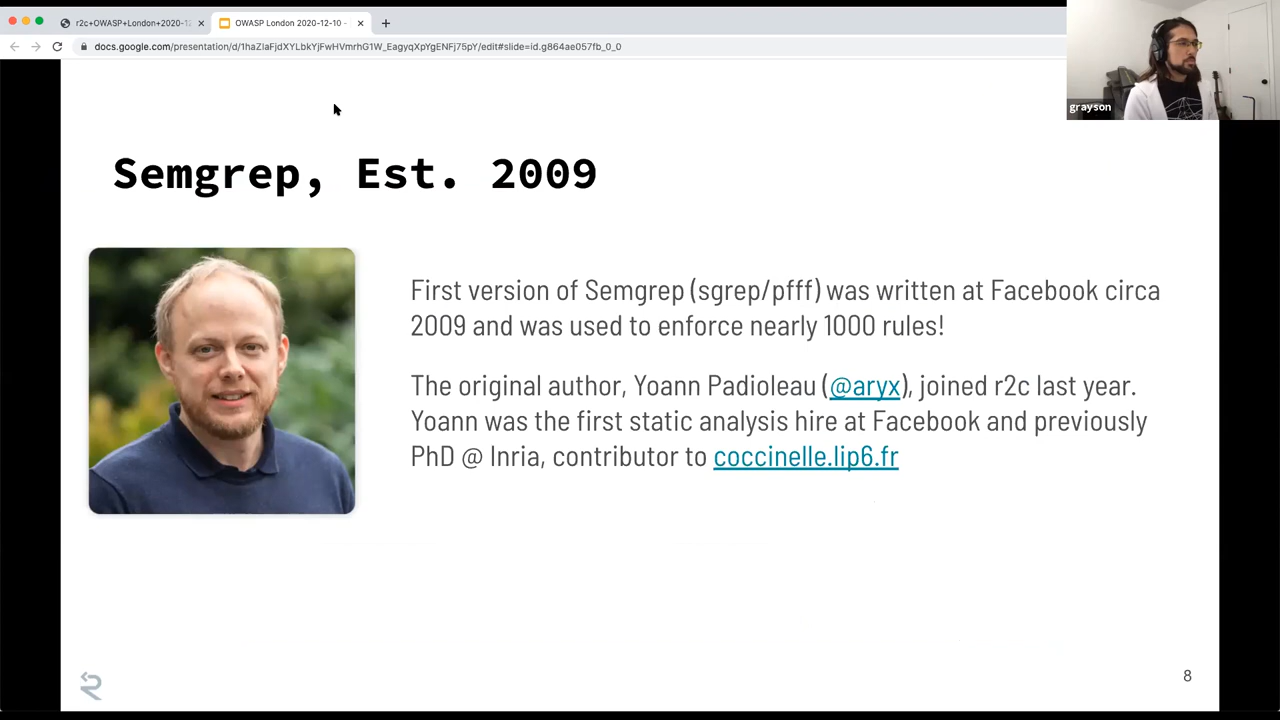 r2c+OWASP+London+2020-12
OWASP London 2020-12-10 -
docs.google.com/presentation/d/1haZlaFjdXYLbkYjFwHVmrhG1W_EagyqXpYgENFj75pY/edit#slide=id.g864ae057fb_0_0
grayson
Semgrep, Est. 2009
First version of Semgrep (sgrep/pfff) was written at Facebook circa
2009 and was used to enforce nearly 1000 rules!
The original author, Yoann Padioleau (@aryx), joined r2c last year.
Yoann was the first static analysis hire at Facebook and previously
PhD @ Inria, contributor to coccinelle.lip6.fr
8